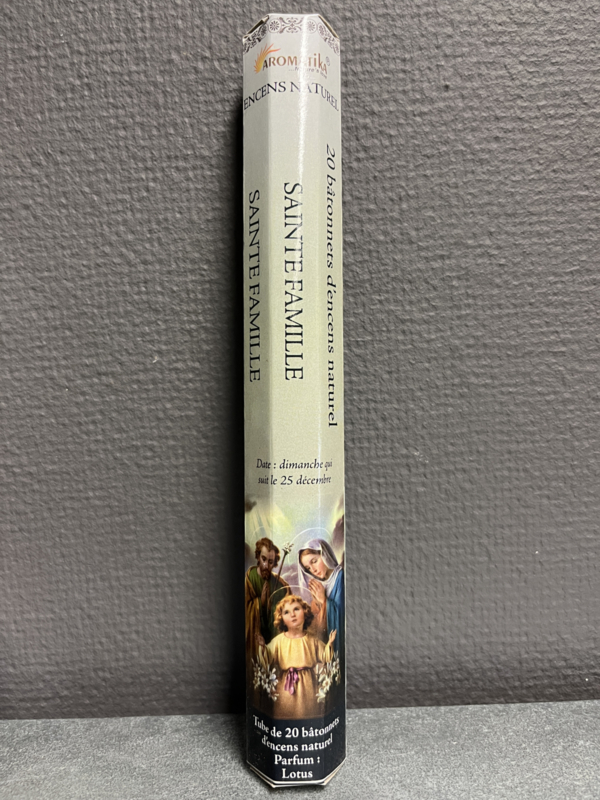 AROMATIKA
ENCENS NATUREL
20 bâtonnets d'encens naturel
SAINTE FAMILLE
SAINTE FAMILLE
Date : dimanche qui
suit le 25 décembre
Tube de 20 bâtonnets
d'encens naturel
Parfum :
Lotus